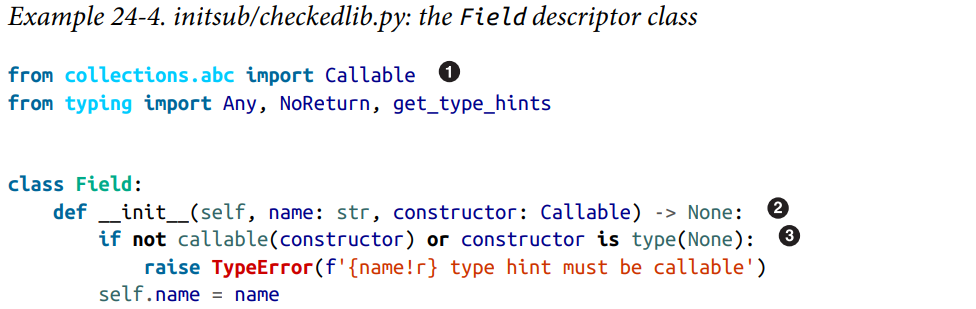 Example 24-4. initsub/checkedlib.py: the Field descriptor class
from collections.abc import Callable ❶
from typing import Any, NoReturn, get_type_hints
class Field:
    def __init__(self, name: str, constructor: Callable) -> None: ❷
        if not callable(constructor) or constructor is type(None): ❸
            raise TypeError(f'{name!r} type hint must be callable')
        self.name = name